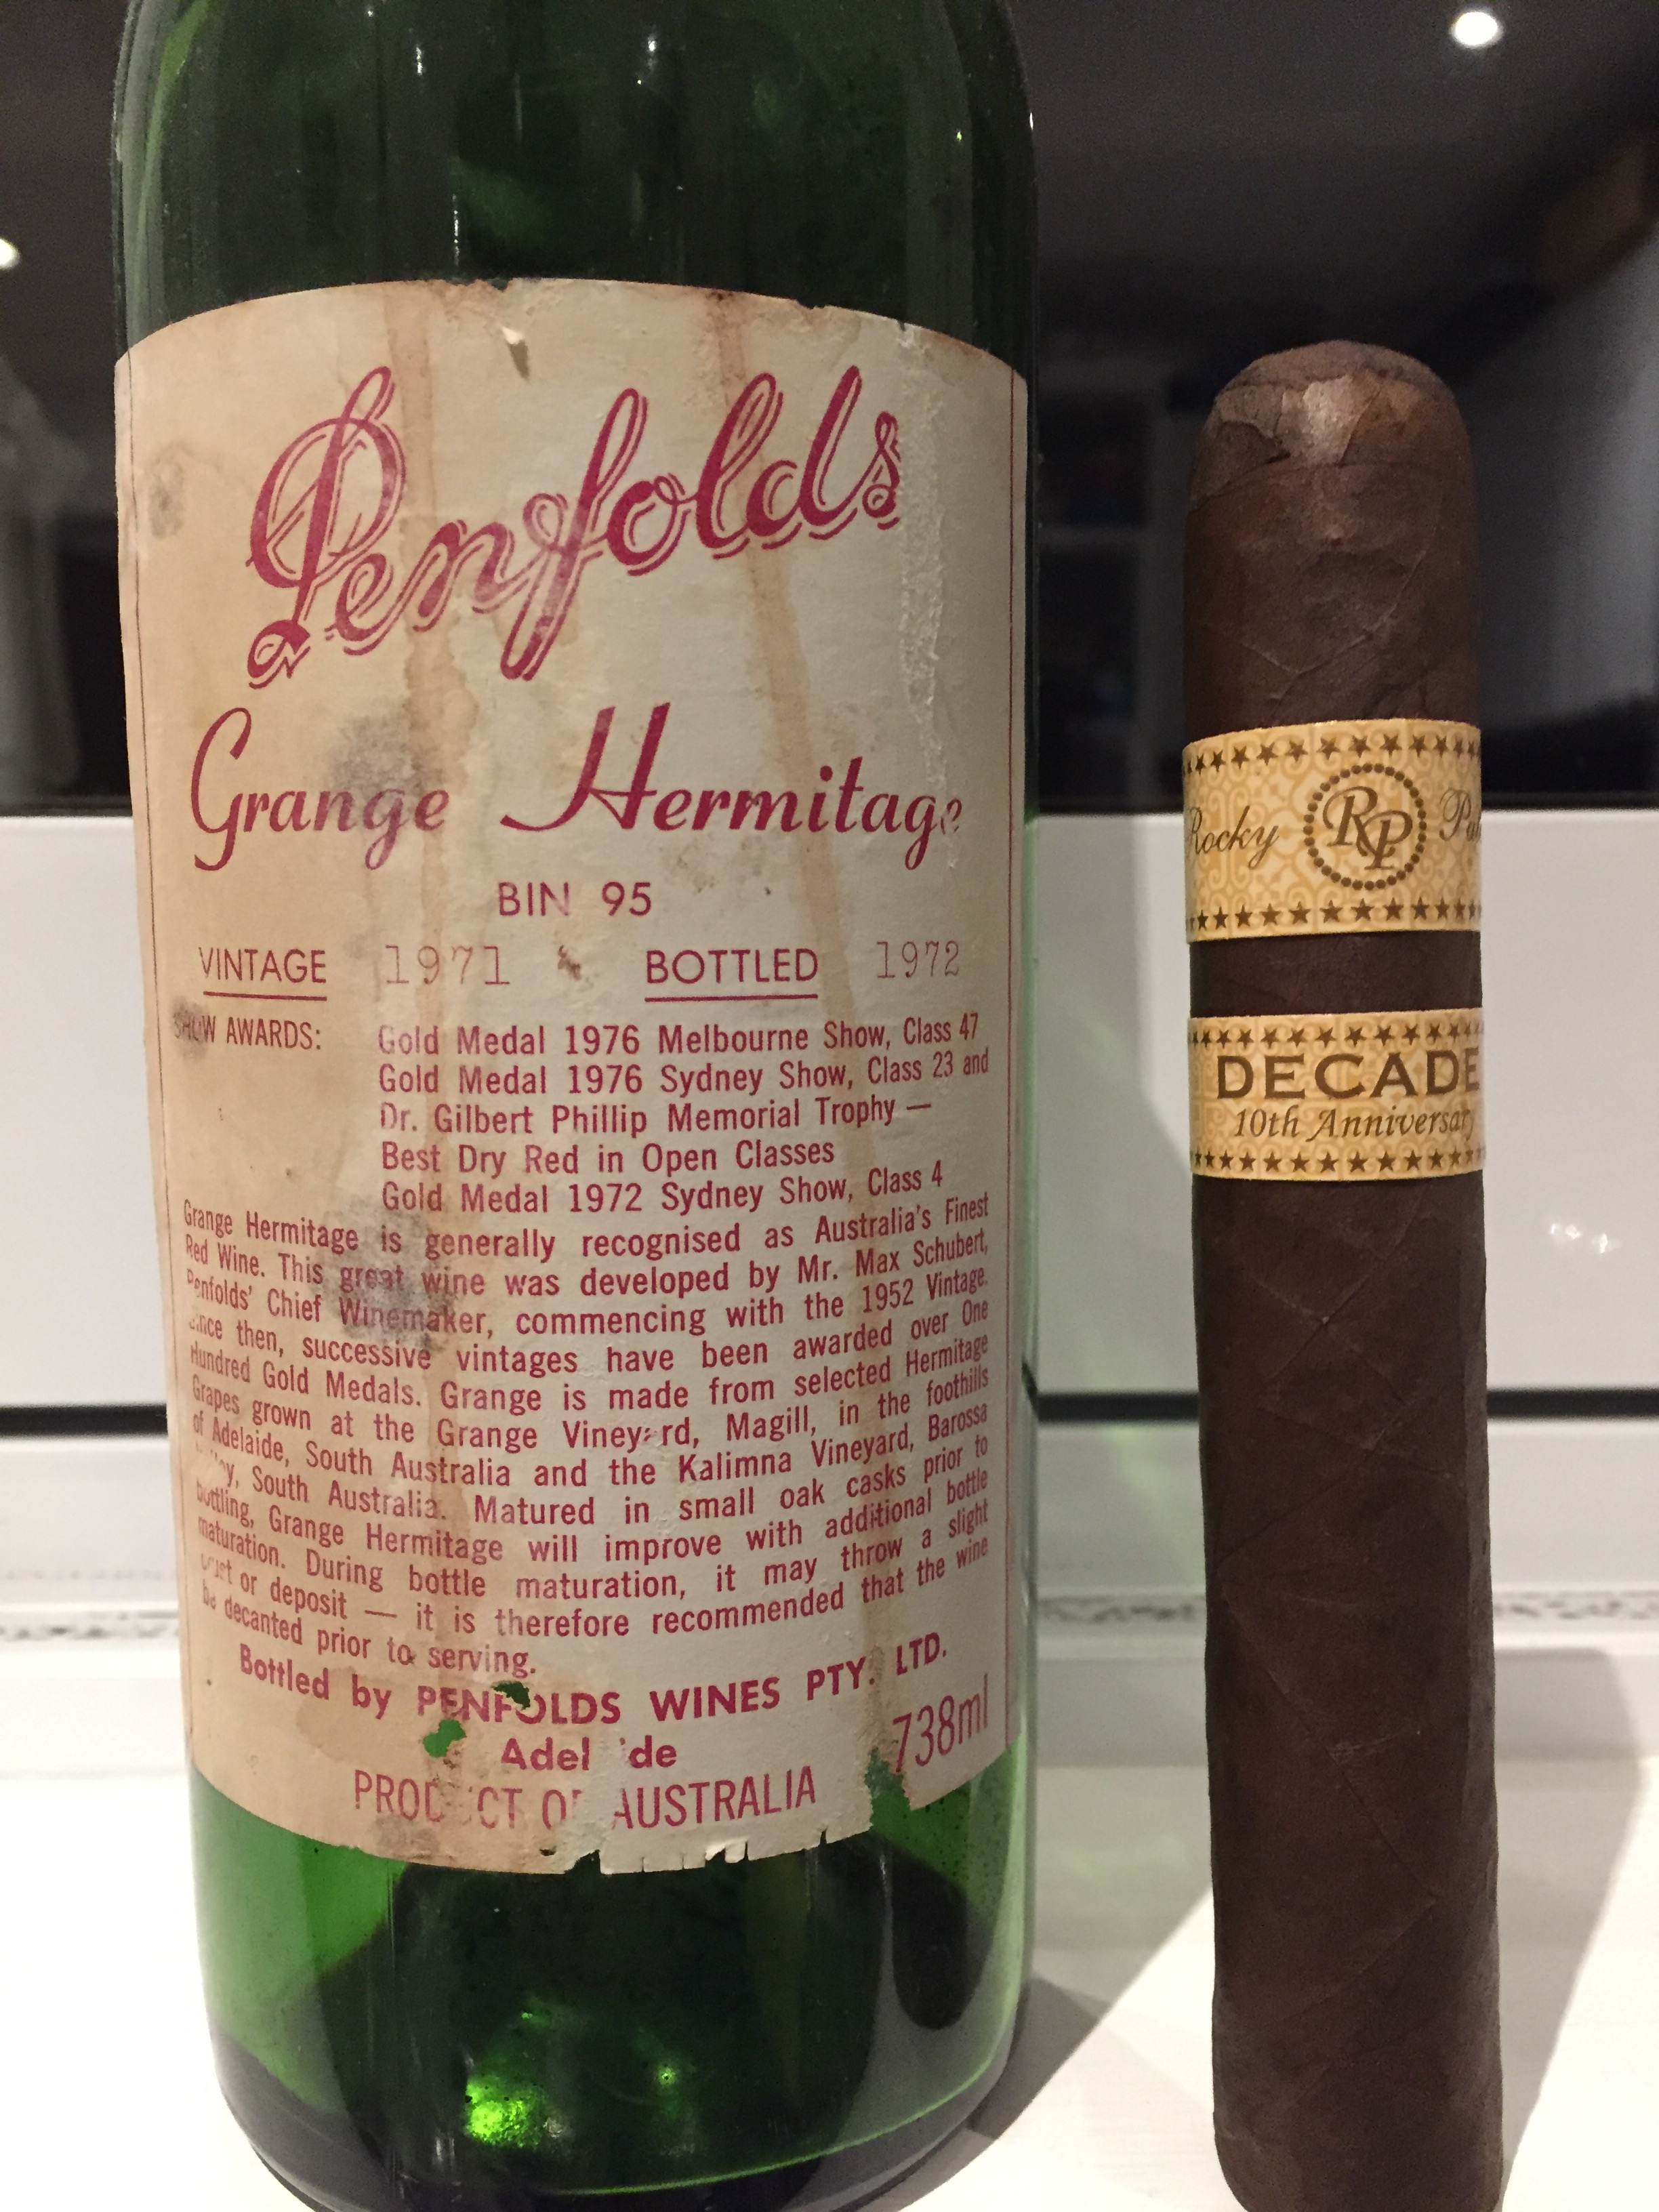 Penfolds
Grange Hermitage
BIN 95
VINTAGE 1971 BOTTLED 1972
SHOW AWARDS: Gold Medal 1976 Melbourne Show, Class 47
Gold Medal 1976 Sydney Show, Class 23 and
Dr. Gilbert Phillip Memorial Trophy —
Best Dry Red in Open Classes
Gold Medal 1972 Sydney Show, Class 4
Grange Hermitage is generally recognised as Australia's Finest
Red Wine. This great wine was developed by Mr. Max Schubert,
Penfolds' Chief Winemaker, commencing with the 1952 Vintage.
then, successive vintages have been awarded over One
Hundred Gold Medals. Grange is made from selected Hermitage
Grapes grown at the Grange Vineyard, Magill, in the foothills
of Adelaide, South Australia and the Kalimna Vineyard, Barossa
South Australia. Matured in small oak casks prior to
bottling, Grange Hermitage will improve with additional bottle
maturation. During bottle maturation, it may throw a slight
or deposit — it is therefore recommended that the wine
be decanted prior to serving.
Bottled by PENFOLDS WINES PTY. LTD.
Adel de
PRODUCT OF AUSTRALIA
738ml
Rocky RP Pa
DECADE
10th Anniversary